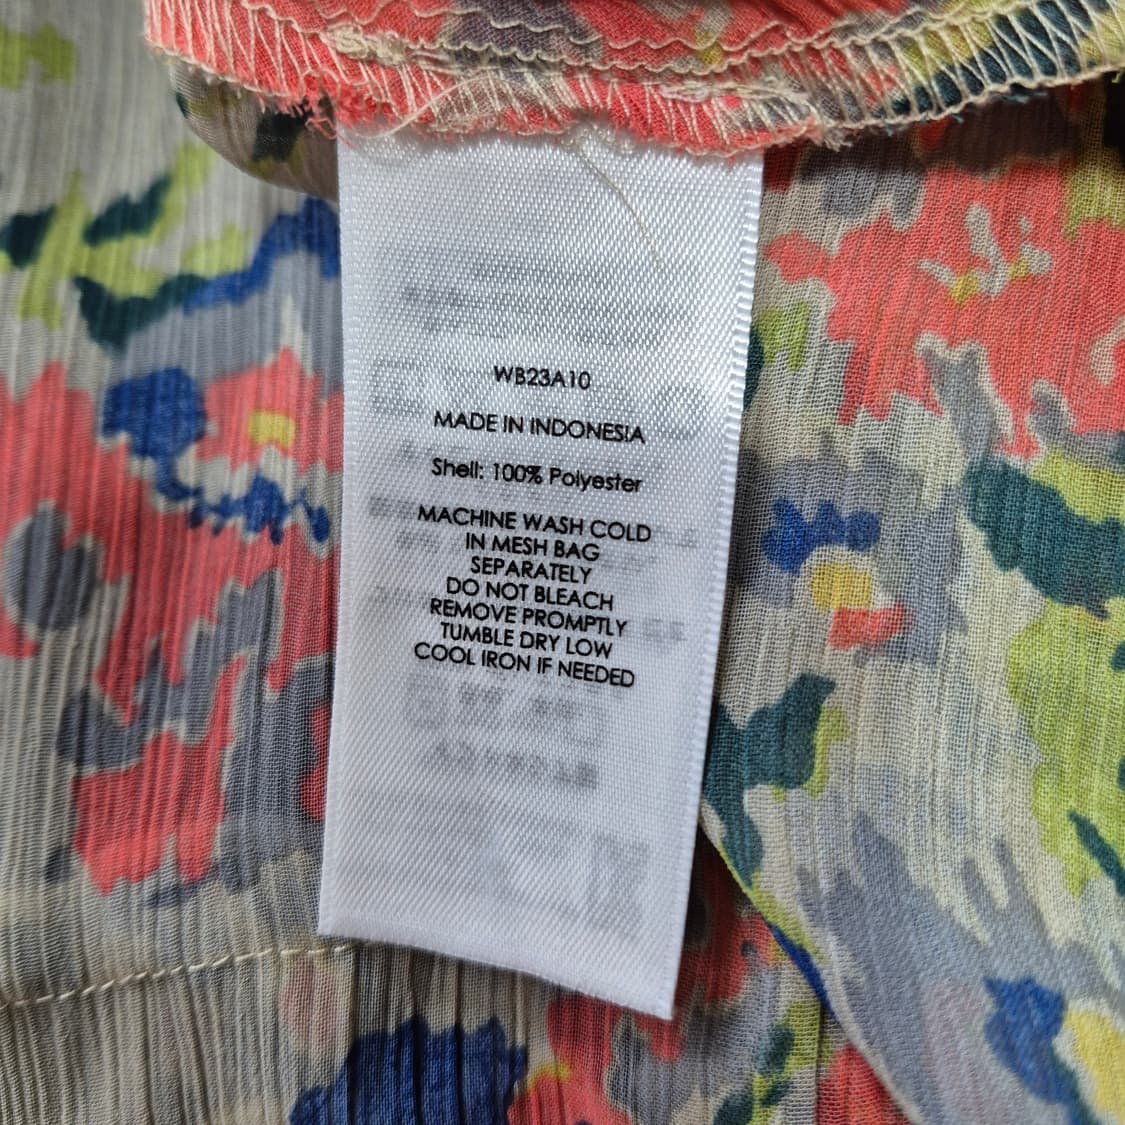 WB23A10
MADE IN INDONESIA
Shell: 100% Polyester
MACHINE WASH COLD
IN MESH BAG
SEPARATELY
DO NOT BLEACH
REMOVE PROMPTLY
TUMBLE DRY LOW
COOL IRON IF NEEDED